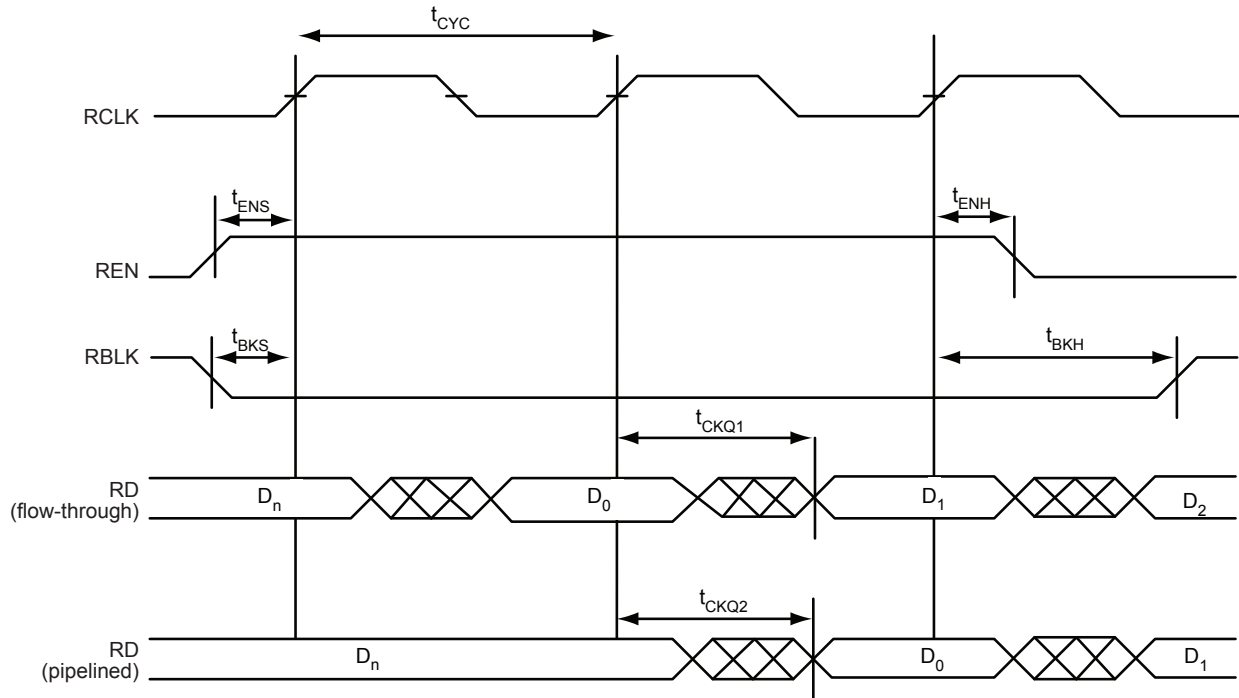 tCYC
RCLK
tENS
tENH
REN
tBKS
tBKH
RBLK
tCKQ1
RD
(flow-through)
Dn
D0
D1
D2
tCKQ2
RD
(pipelined)
Dn
D0
D1